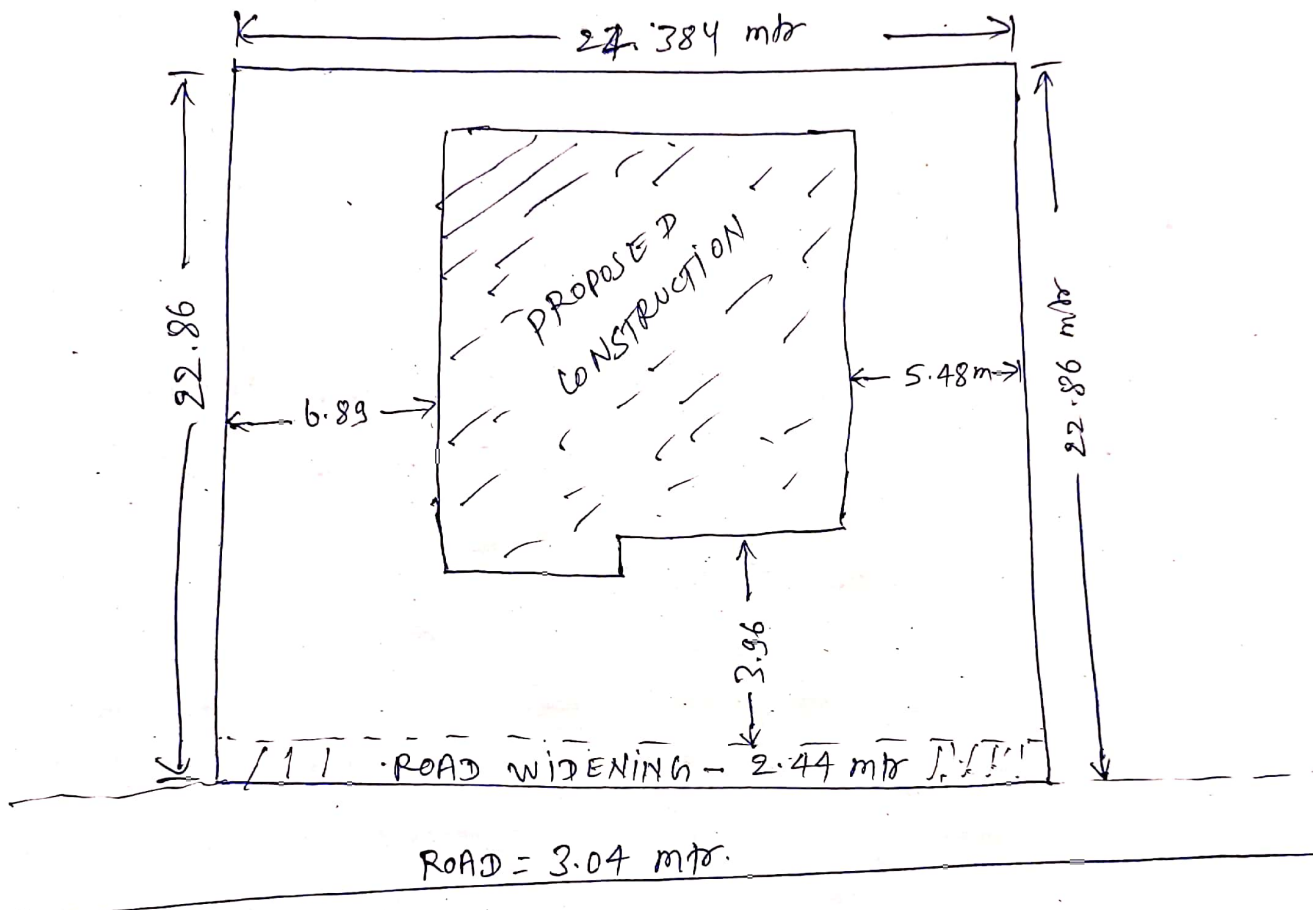 22.384 mtr
22.86
PROPOSED
CONSTRUCTION
6.89
5.48m
22.86 mtr
3.96
ROAD WIDENING - 2.44 mtr
ROAD = 3.04 mtr.